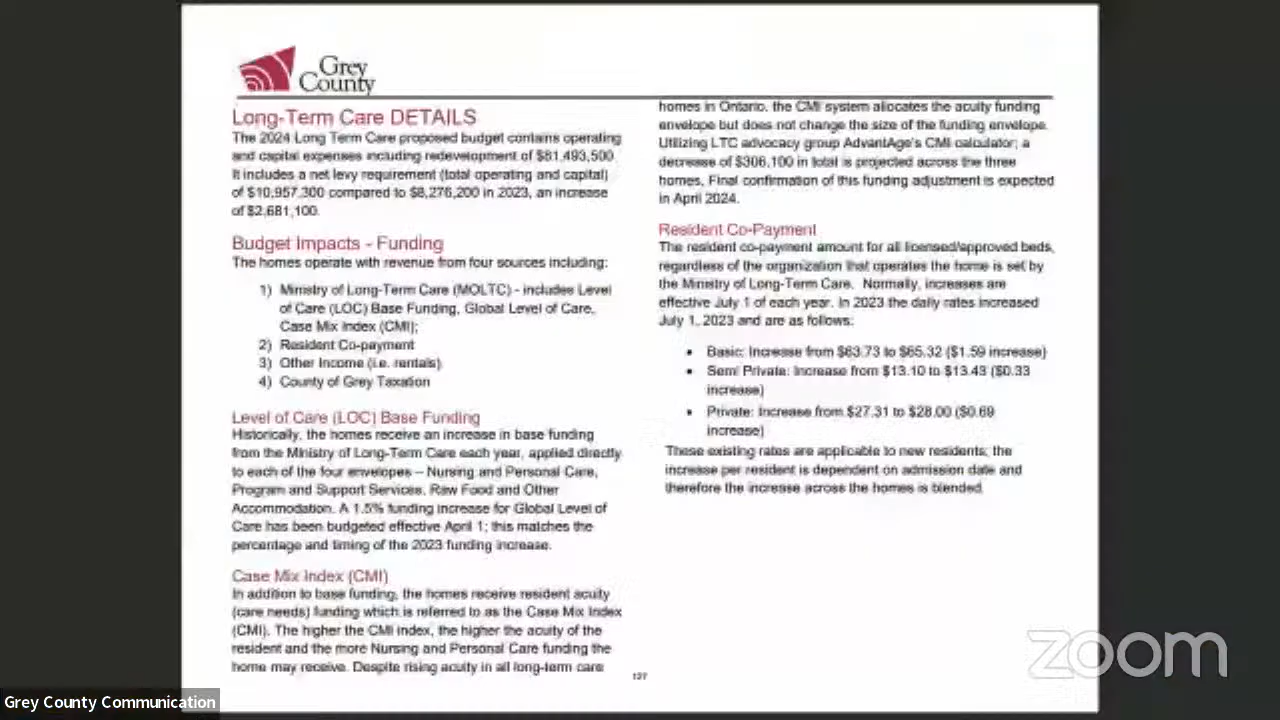 Grey
County
Long-Term Care DETAILS
The 2024 Long Term Care proposed budget contains operating
and capital expenses including redevelopment of $81,493,500
It includes a net levy requirement (total operating and capital)
of $10,957,300 compared to $8,276,200 in 2023, an increase
of $2,681,100.
Budget Impacts - Funding
The homes operate with revenue from four sources including:
1) Ministry of Long-Term Care (MOLTC) - includes Level
of Care (LOC) Base Funding, Global Level of Care,
Case Mix Index (CMI);
2) Resident Co-payment
3) Other Income (i.e. rentals)
4) County of Grey Taxation
Level of Care (LOC) Base Funding
Historically, the homes receive an increase in base funding
from the Ministry of Long-Term Care each year, applied directly
to each of the four envelopes – Nursing and Personal Care,
Program and Support Services, Raw Food and Other
Accommodation. A 1.5% funding increase for Global Level of
Care has been budgeted effective April 1; this matches the
percentage and timing of the 2023 funding increase.
Case Mix Index (CMI)
In addition to base funding, the homes receive resident acuity
(care needs) funding which is referred to as the Case Mix Index
(CMI). The higher the CMI index, the higher the acuity of the
resident and the more Nursing and Personal Care funding the
home may receive. Despite rising acuity in all long-term care
homes in Ontario, the CMI system allocates the acuity funding
envelope but does not change the size of the funding envelope.
Utilizing LTC advocacy group AdvantAge's CMI calculator; a
decrease of $306,100 in total is projected across the three
homes. Final confirmation of this funding adjustment is expected
in April 2024.
Resident Co-Payment
The resident co-payment amount for all licensed/approved beds,
regardless of the organization that operates the home is set by
the Ministry of Long-Term Care. Normally, increases are
effective July 1 of each year. In 2023 the daily rates increased
July 1, 2023 and are as follows:
• Basic: Increase from $63.73 to $65.32 ($1.59 increase)
• Semi Private: Increase from $13.10 to $13.43 ($0.33
increase)
• Private: Increase from $27.31 to $28.00 ($0.69
increase)
These existing rates are applicable to new residents; the
increase per resident is dependent on admission date and
therefore the increase across the homes is blended
127
zoom
Grey County Communication